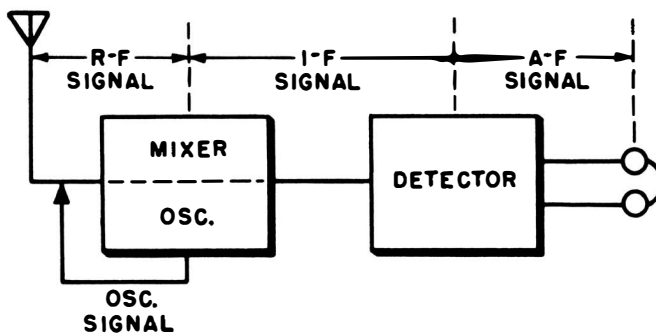 R-F
SIGNAL
I-F
SIGNAL
A-F
SIGNAL
MIXER
OSC.
DETECTOR
OSC.
SIGNAL